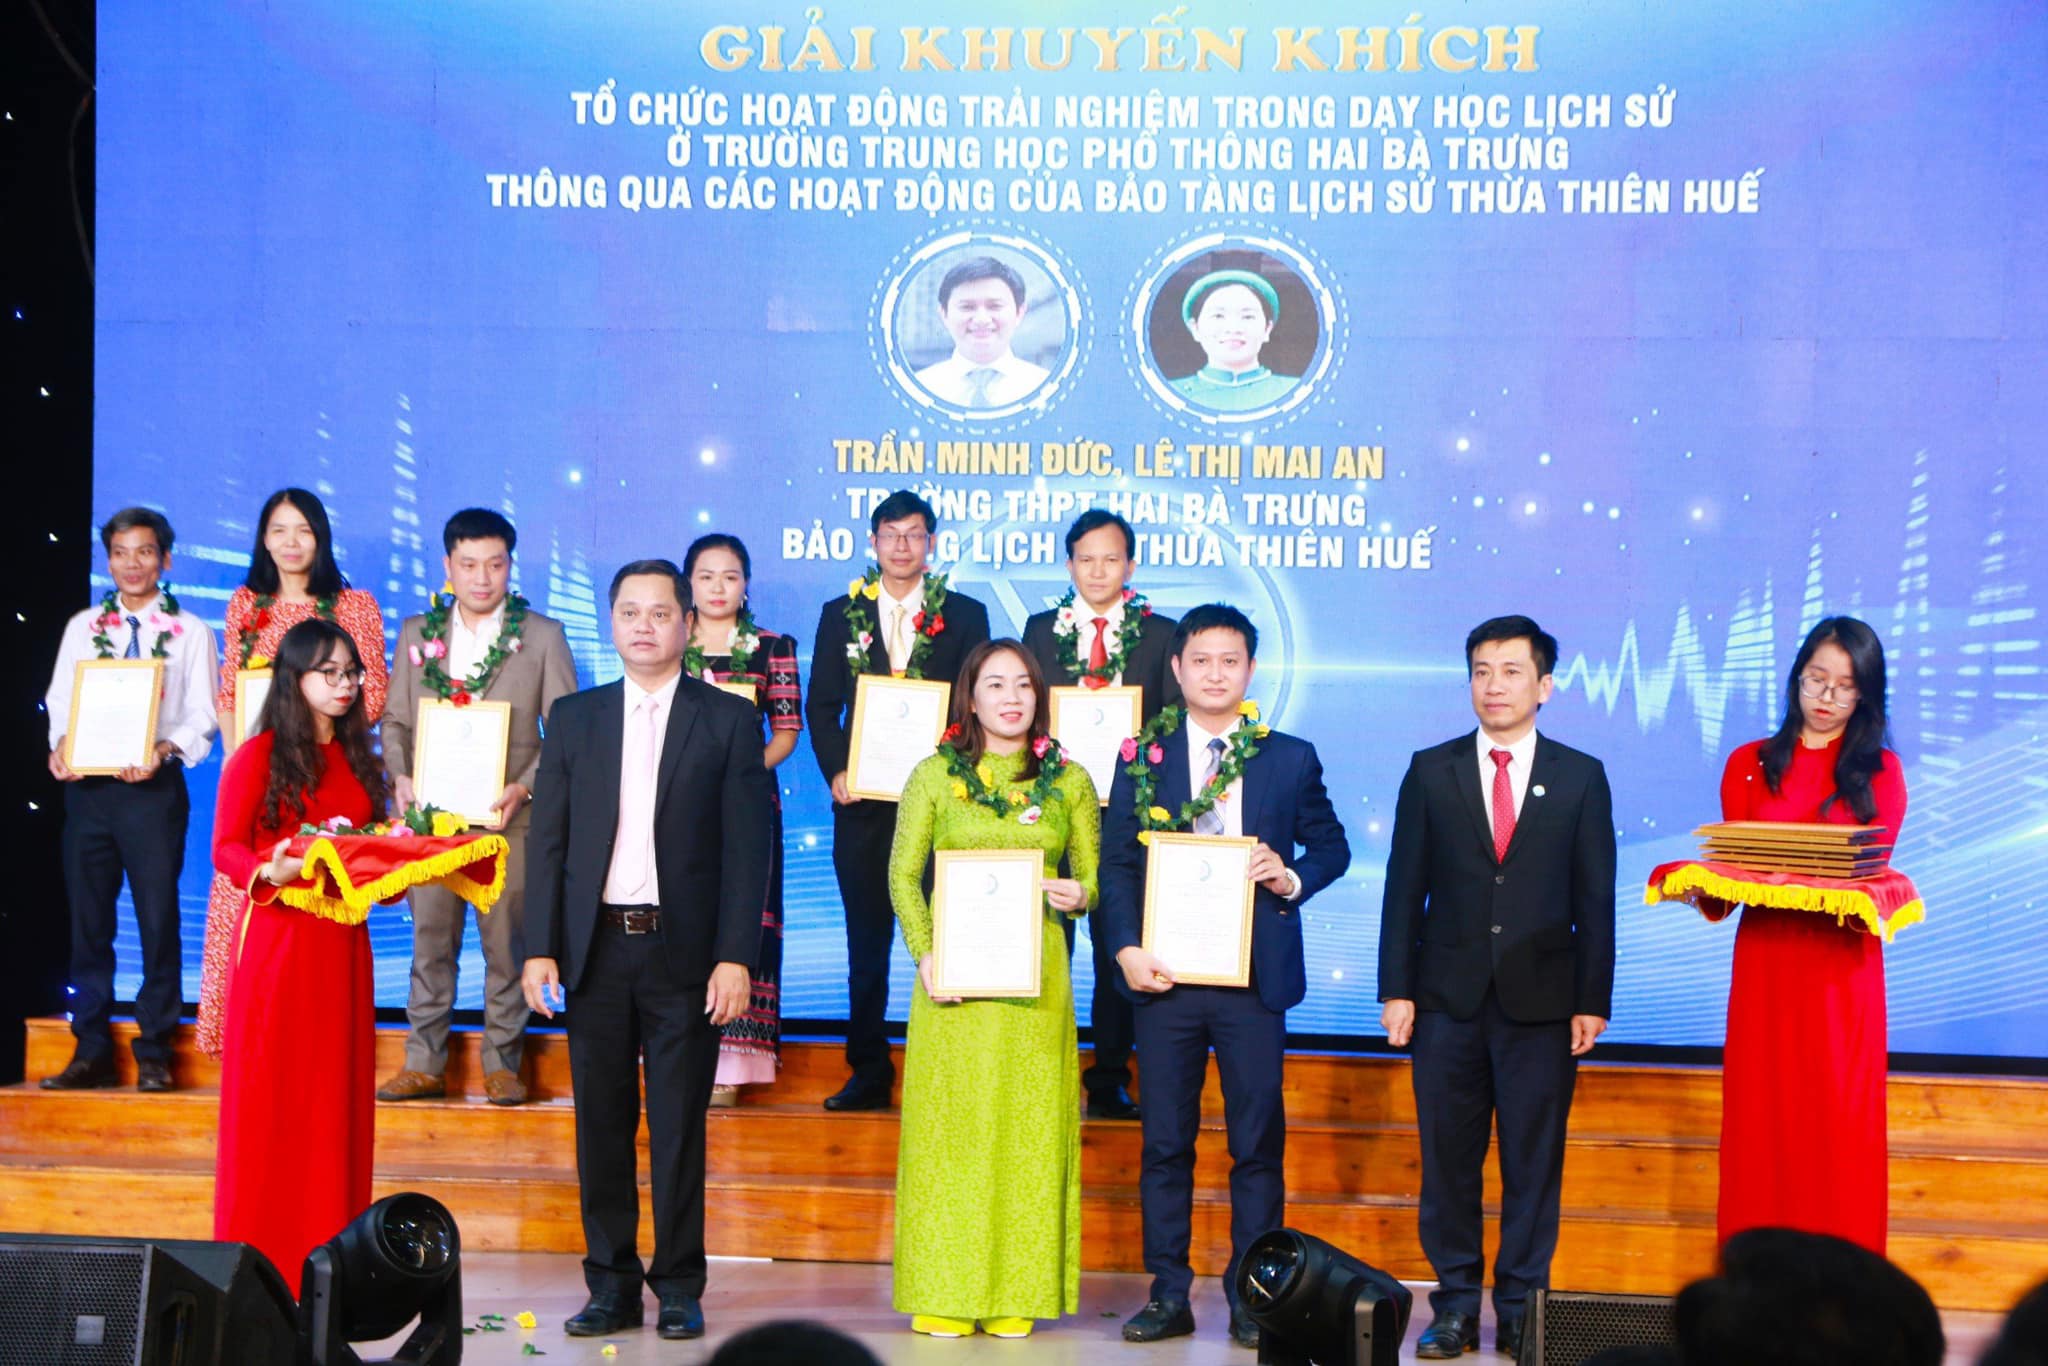 GIẢI KHUYẾN KHÍCH
TỔ CHỨC HOẠT ĐỘNG TRẢI NGHIỆM TRONG DẠY HỌC LỊCH SỬ
Ở TRƯỜNG TRUNG HỌC PHỔ THÔNG HAI BÀ TRƯNG
THÔNG QUA CÁC HOẠT ĐỘNG CỦA BẢO TÀNG LỊCH SỬ THỪA THIÊN HUẾ
TRẦN MINH ĐỨC, LÊ THỊ MAI AN
TRƯỜNG THPT HAI BÀ TRƯNG
BẢO LỊCH THỪA THIÊN HUẾ